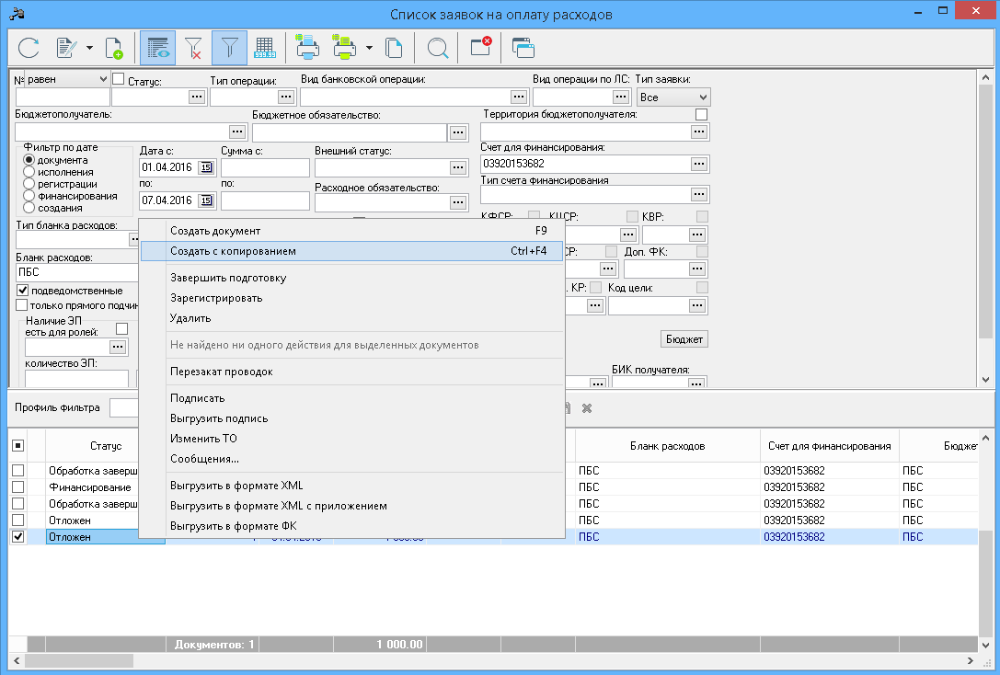 Список заявок на оплату расходов
№ равен Статус: Тип операции: Вид банковской операции: Вид операции по ЛС: Тип заявки:
Все
Бюджетополучатель: Бюджетное обязательство: Территория бюджетополучателя:
Фильтр по дате Дата с: Сумма с: Внешний статус: Счет для финансирования:
документа 01.04.2016 15 03920153682
исполнения
регистрации по: по: Расходное обязательство: Тип счета финансирования
финансирования 07.04.2016 15
создания
КФСР: КЦСР: КВР:
Тип бланка расходов:
Бланк расходов: СР: Доп. ФК:
ПБС
подведомственные . КР: Код цели:
только прямого подчин
Наличие ЭП
есть для ролей:
Бюджет
количество ЭП: БИК получателя:
Создать документ F9
Создать с копированием Ctrl+F4
Завершить подготовку
Зарегистрировать
Удалить
Не найдено ни одного действия для выделенных документов
Перезакат проводок
Подписать
Выгрузить подпись
Изменить ТО
Сообщения...
Выгрузить в формате XML
Выгрузить в формате XML с приложением
Выгрузить в формате ФК
Профиль фильтра
Статус Бланк расходов Счет для финансирования Бюджет
Обработка заверш ПБС 03920153682 ПБС
Финансирование ПБС 03920153682 ПБС
Обработка заверш ПБС 03920153682 ПБС
Отложен ПБС 03920153682 ПБС
Отложен ПБС 03920153682 ПБС
Документов: 1 1 000.00